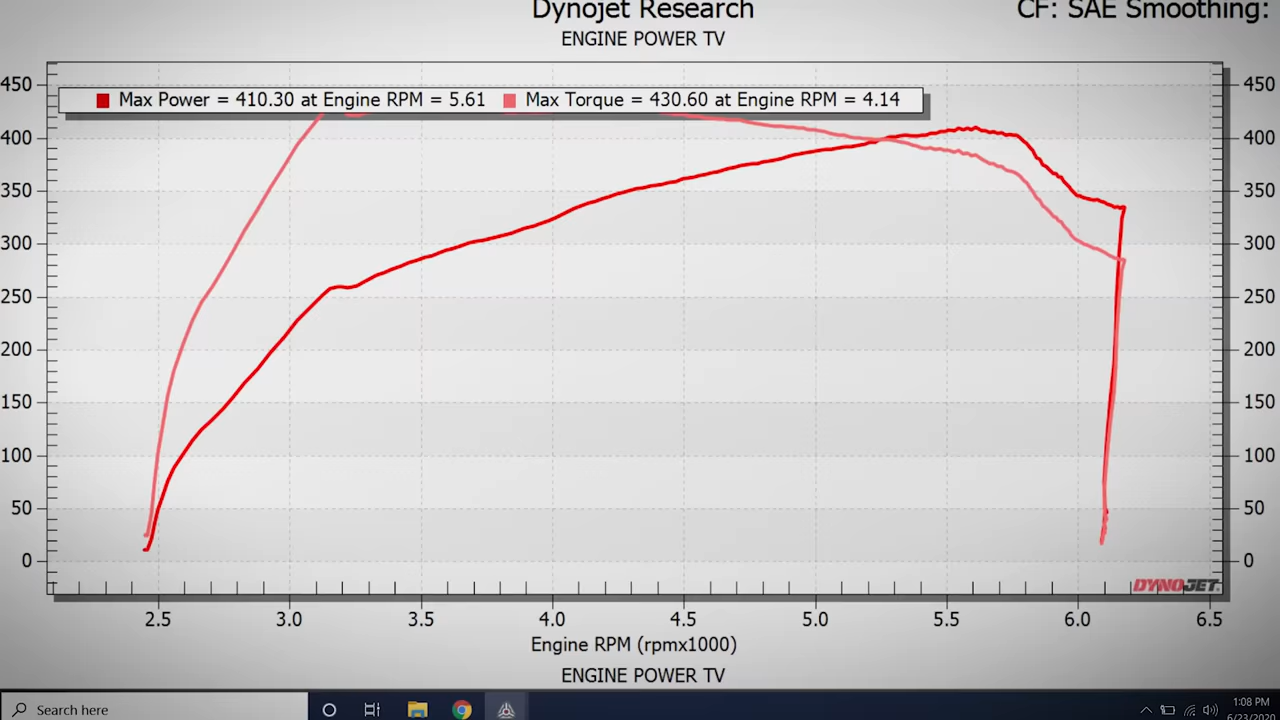 Dynojet Research
CF: SAE Smoothing:
ENGINE POWER TV
Max Power = 410.30 at Engine RPM = 5.61
Max Torque = 430.60 at Engine RPM = 4.14
450
400
350
300
250
200
150
100
50
0
450
400
350
300
250
200
150
100
50
0
DYNOJET
2.5 3.0 3.5 4.0 4.5 5.0 5.5 6.0 6.5
Engine RPM (rpmx1000)
ENGINE POWER TV
Search here
1:08 PM
6/23/2020